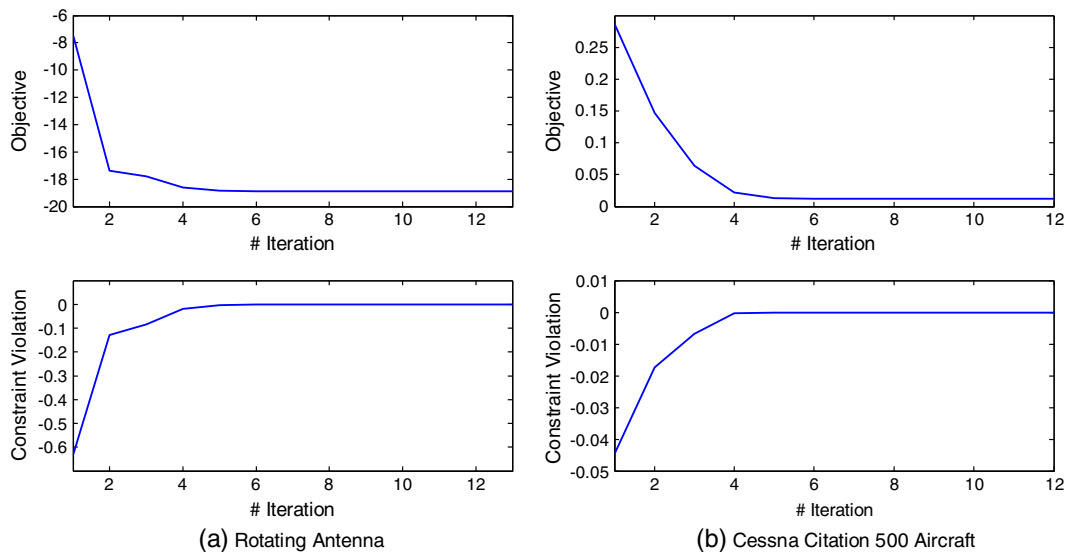 -6
-8
-10
-12
-14
-16
-18
-20
Objective
2 4 6 8 10 12
# Iteration
0.25
0.2
0.15
0.1
0.05
0
Objective
2 4 6 8 10 12
# Iteration
0
-0.1
-0.2
-0.3
-0.4
-0.5
-0.6
Constraint Violation
2 4 6 8 10 12
# Iteration
(a) Rotating Antenna
0.01
0
-0.01
-0.02
-0.03
-0.04
-0.05
Constraint Violation
2 4 6 8 10 12
# Iteration
(b) Cessna Citation 500 Aircraft